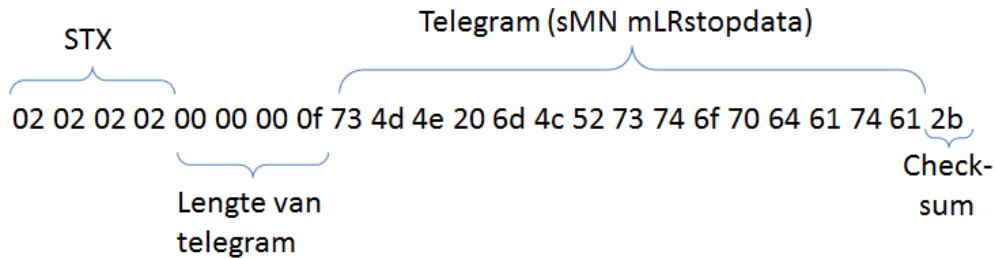 STX
Telegram (sMN mLRstopdata)
02 02 02 02 00 00 00 0f 73 4d 4e 20 6d 4c 52 73 74 6f 70 64 61 74 61 2b
Lengte van
telegram
Check-
sum